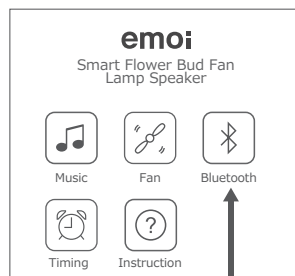 emoi
Smart Flower Bud Fan
Lamp Speaker
Music
Fan
Bluetooth
Timing
Instruction
?